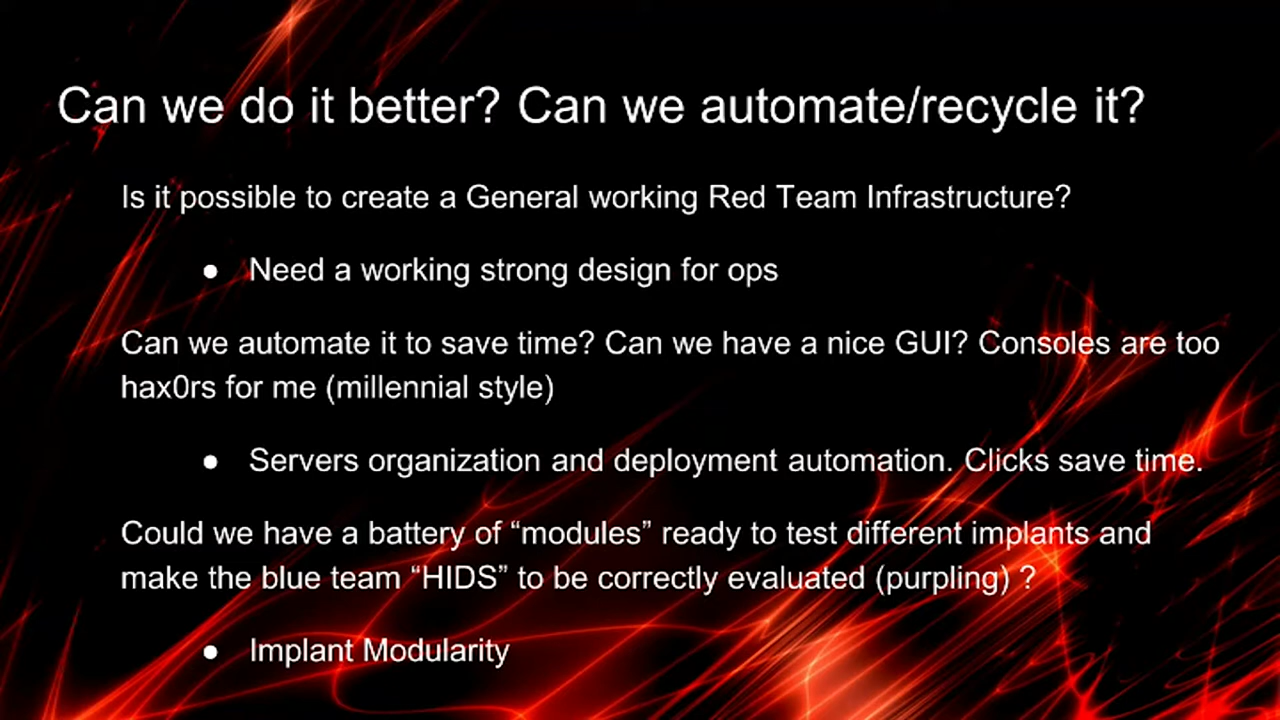 Can we do it better? Can we automate/recycle it?
Is it possible to create a General working Red Team Infrastructure?
● Need a working strong design for ops
Can we automate it to save time? Can we have a nice GUI? Consoles are too
hax0rs for me (millennial style)
● Servers organization and deployment automation. Clicks save time.
Could we have a battery of “modules” ready to test different implants and
make the blue team “HIDS” to be correctly evaluated (purpling) ?
● Implant Modularity